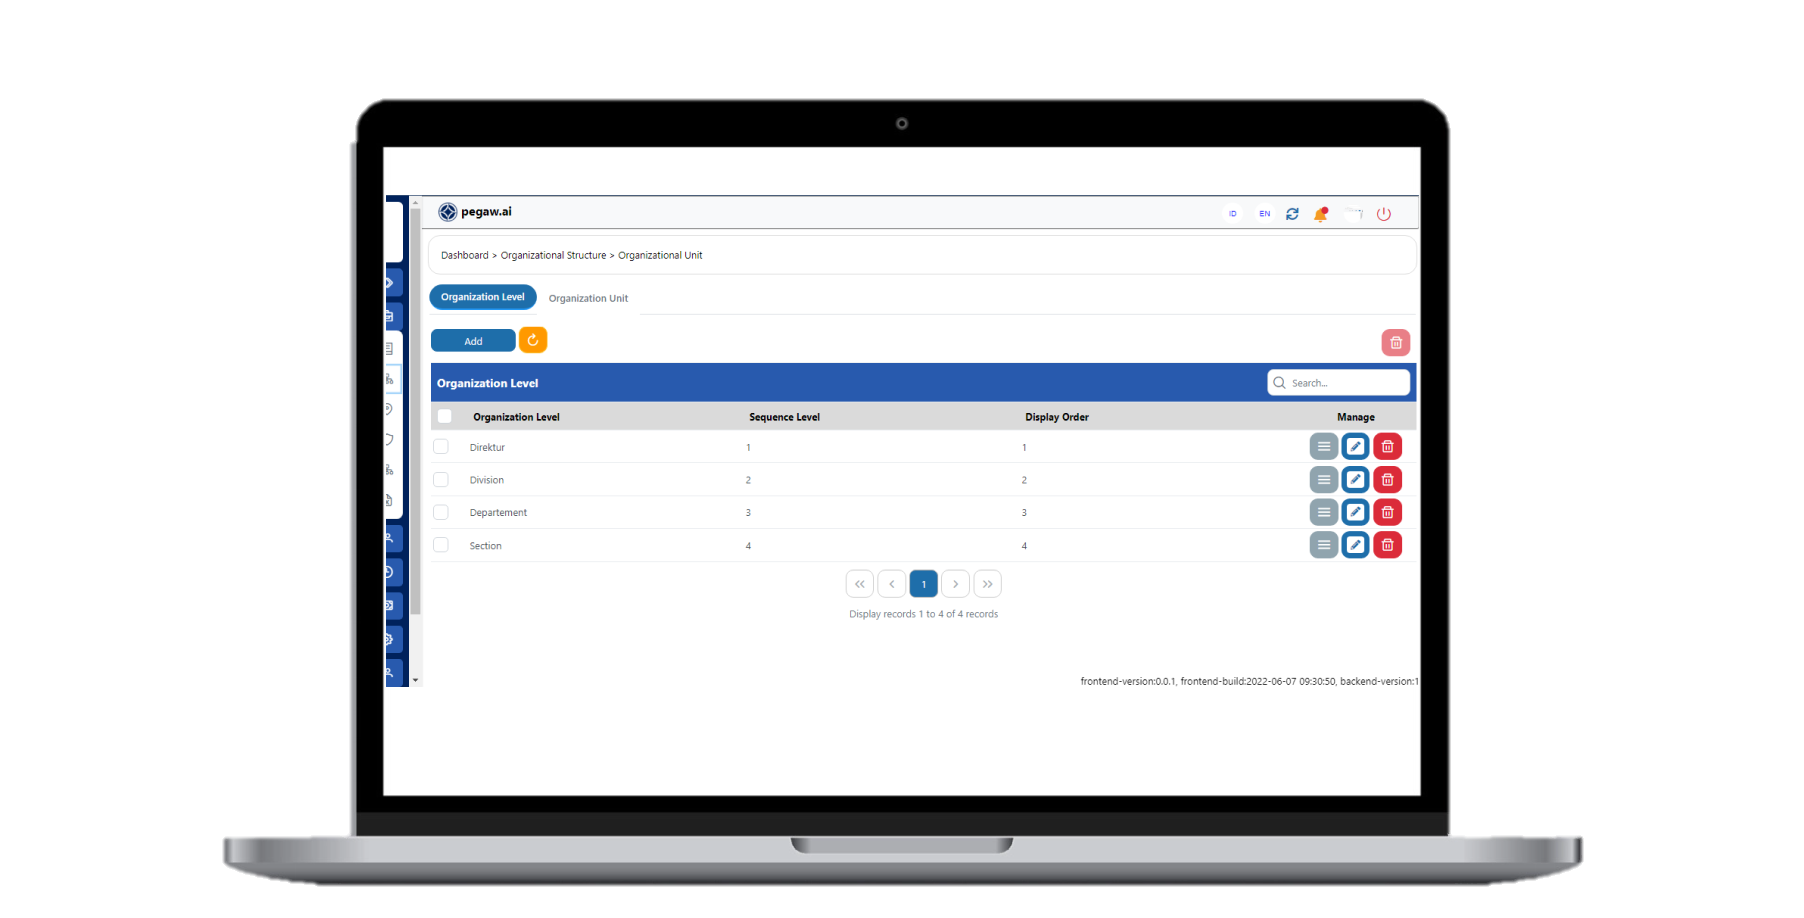 pegaw.ai
ID EN
Dashboard > Organizational Structure > Organizational Unit
Organization Level Organization Unit
Add
Organization Level Search...
Organization Level Sequence Level Display Order Manage
Direktur 1 1
Division 2 2
Departement 3 3
Section 4 4
<< < 1 > >>
Display records 1 to 4 of 4 records
frontend-version:0.0.1, frontend-build:2022-06-07 09:30:50, backend-version:1